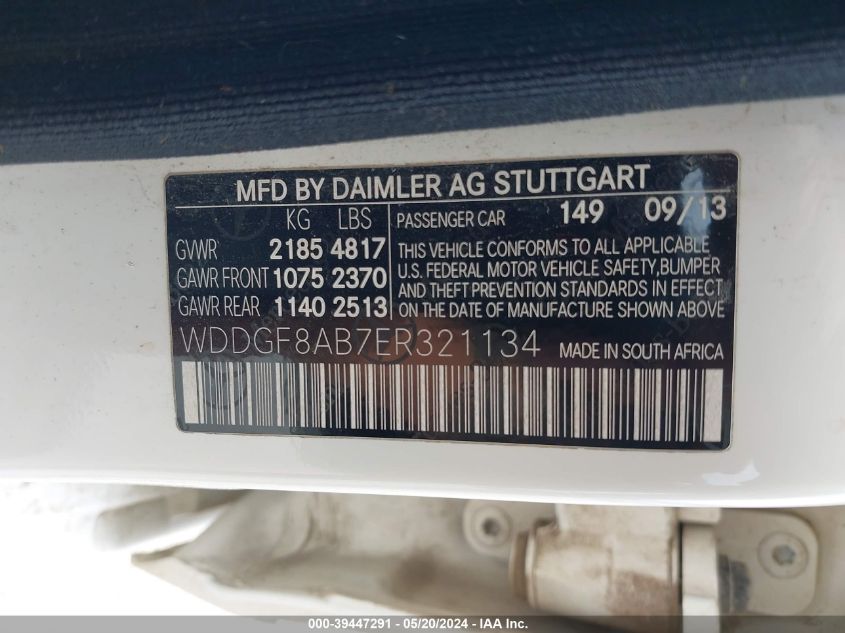 MFD BY DAIMLER AG STUTTGART
KG LBS
GVWR 2185 4817
GAWR FRONT 1075 2370
GAWR REAR 1140 2513
PASSENGER CAR 149 09/13
THIS VEHICLE CONFORMS TO ALL APPLICABLE
U.S. FEDERAL MOTOR VEHICLE SAFETY,BUMPER
AND THEFT PREVENTION STANDARDS IN EFFECT
ON THE DATE OF MANUFACTURE SHOWN ABOVE
WDDGF8AB7ER321134 MADE IN SOUTH AFRICA
000-39447291 - 05/20/2024 - IAA Inc.